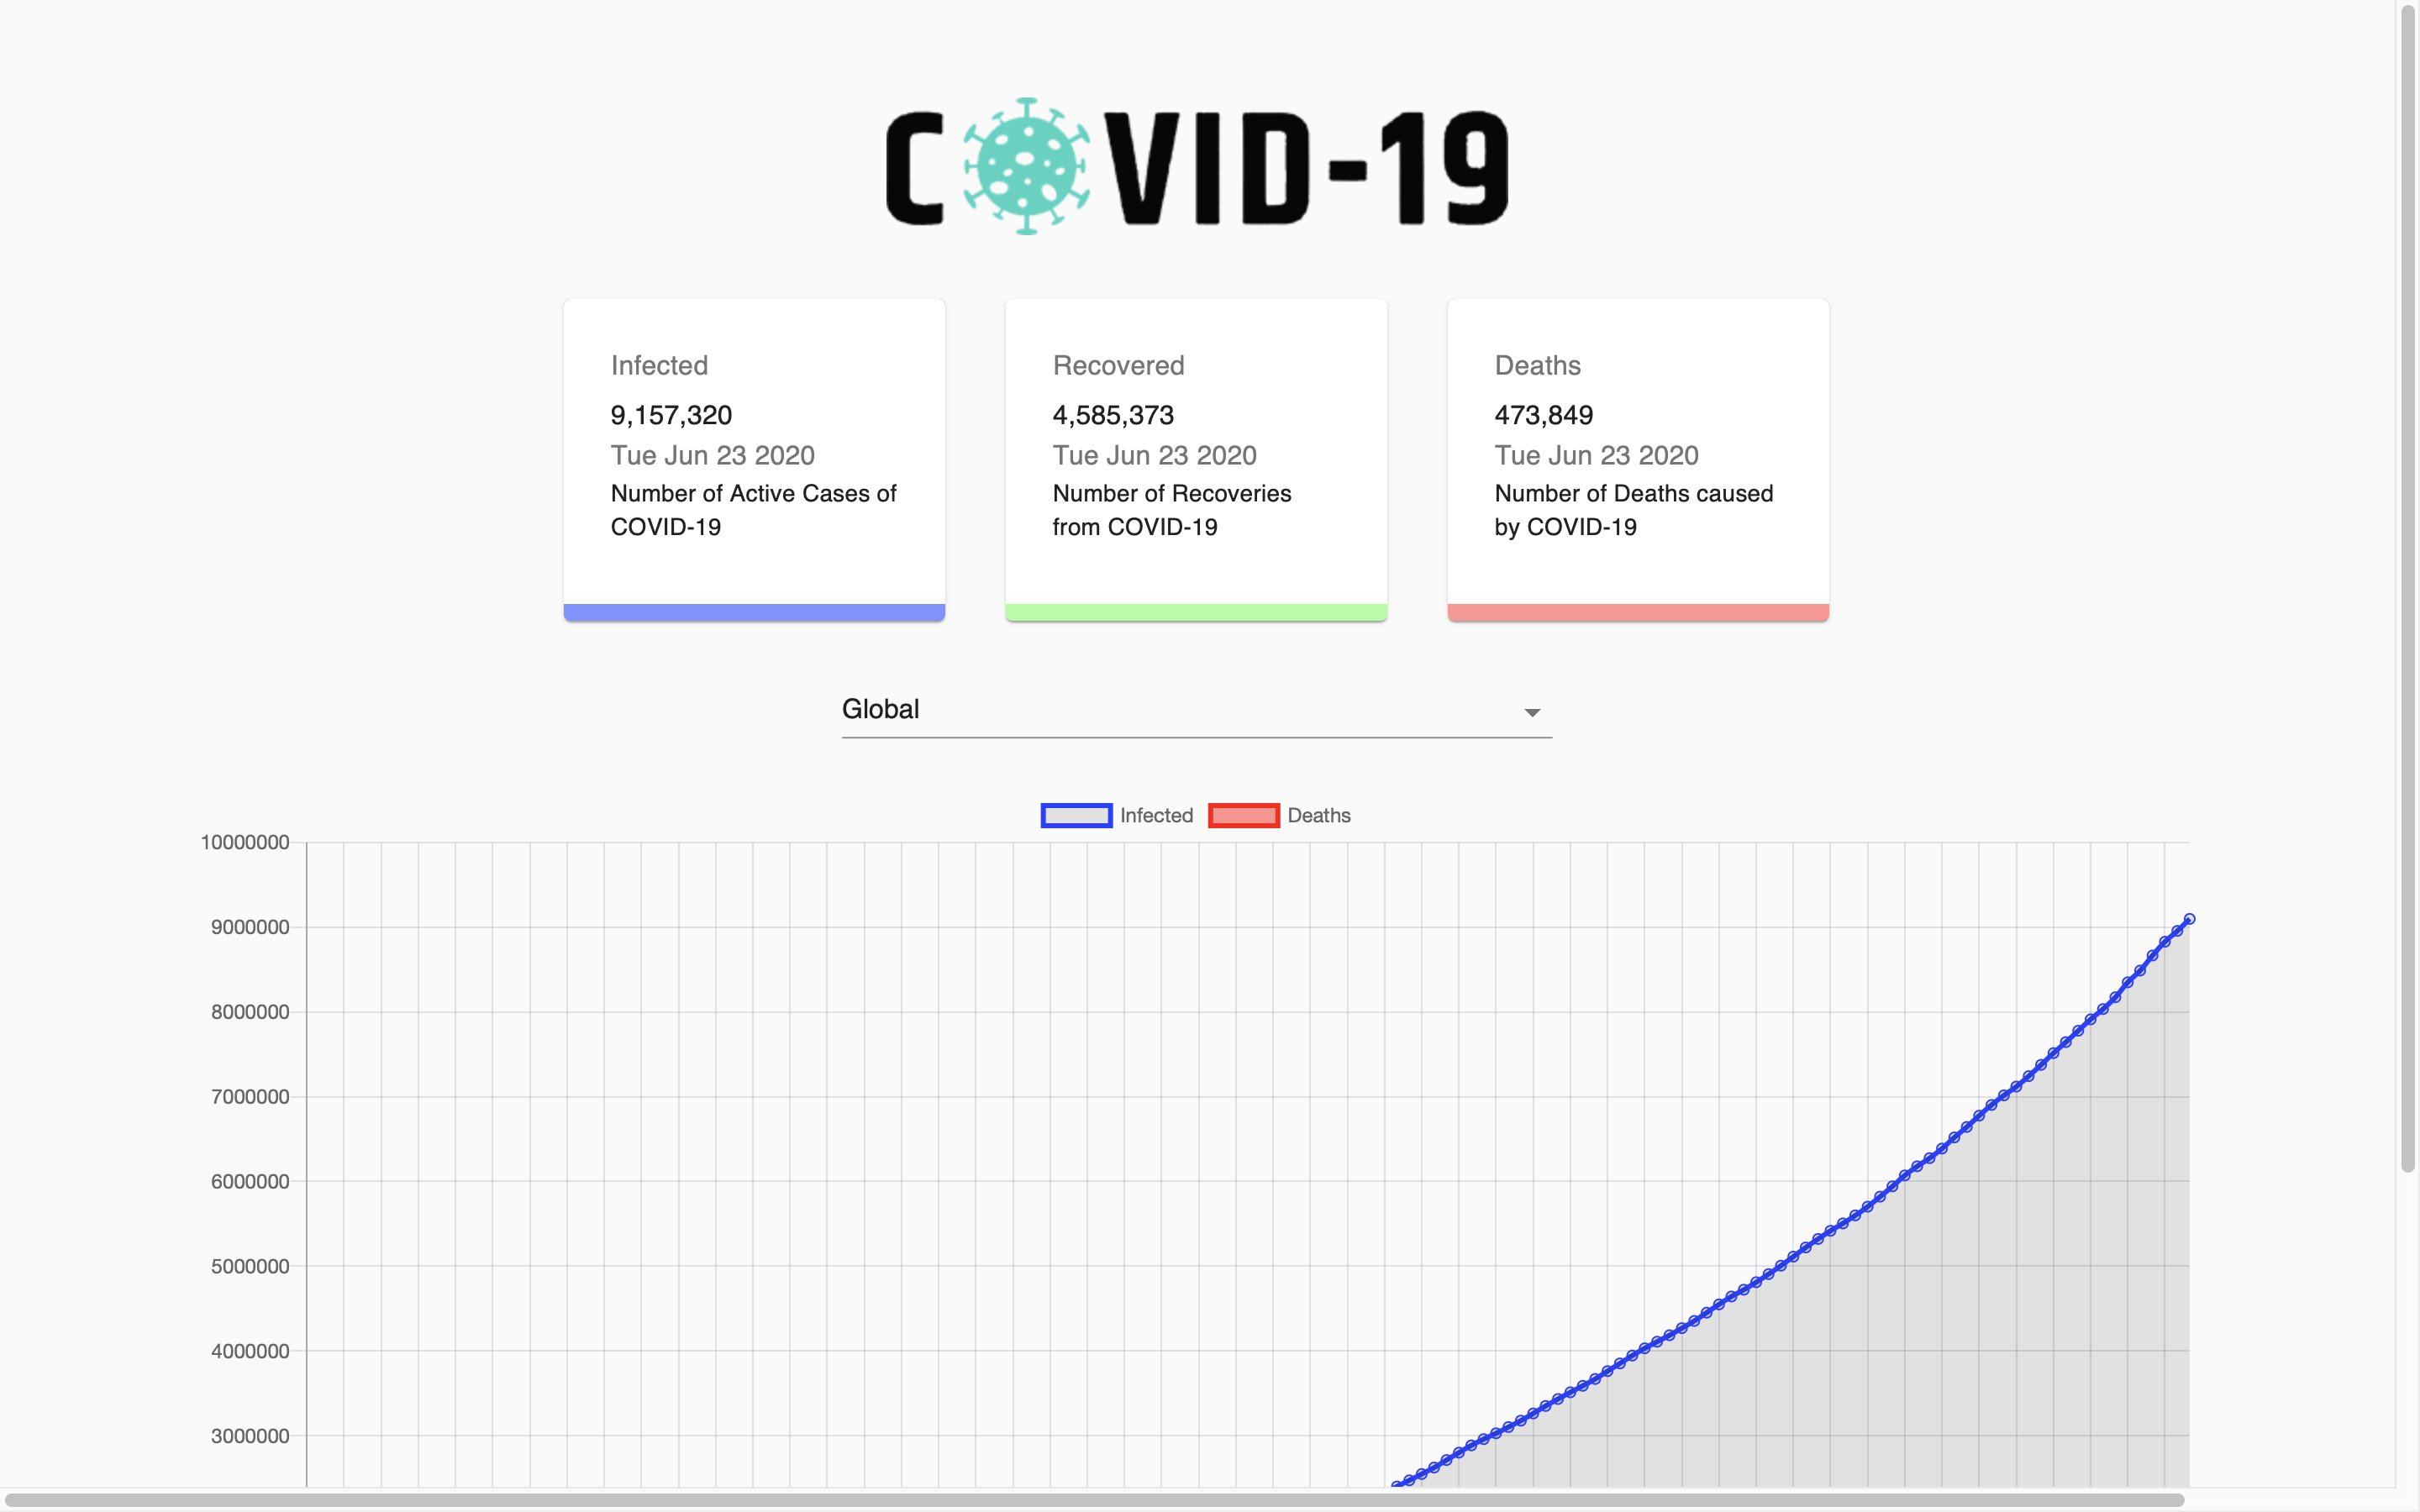 COVID-19
Infected
9,157,320
Tue Jun 23 2020
Number of Active Cases of
COVID-19
Recovered
4,585,373
Tue Jun 23 2020
Number of Recoveries
from COVID-19
Deaths
473,849
Tue Jun 23 2020
Number of Deaths caused
by COVID-19
Global
Infected
Deaths
10000000
9000000
8000000
7000000
6000000
5000000
4000000
3000000